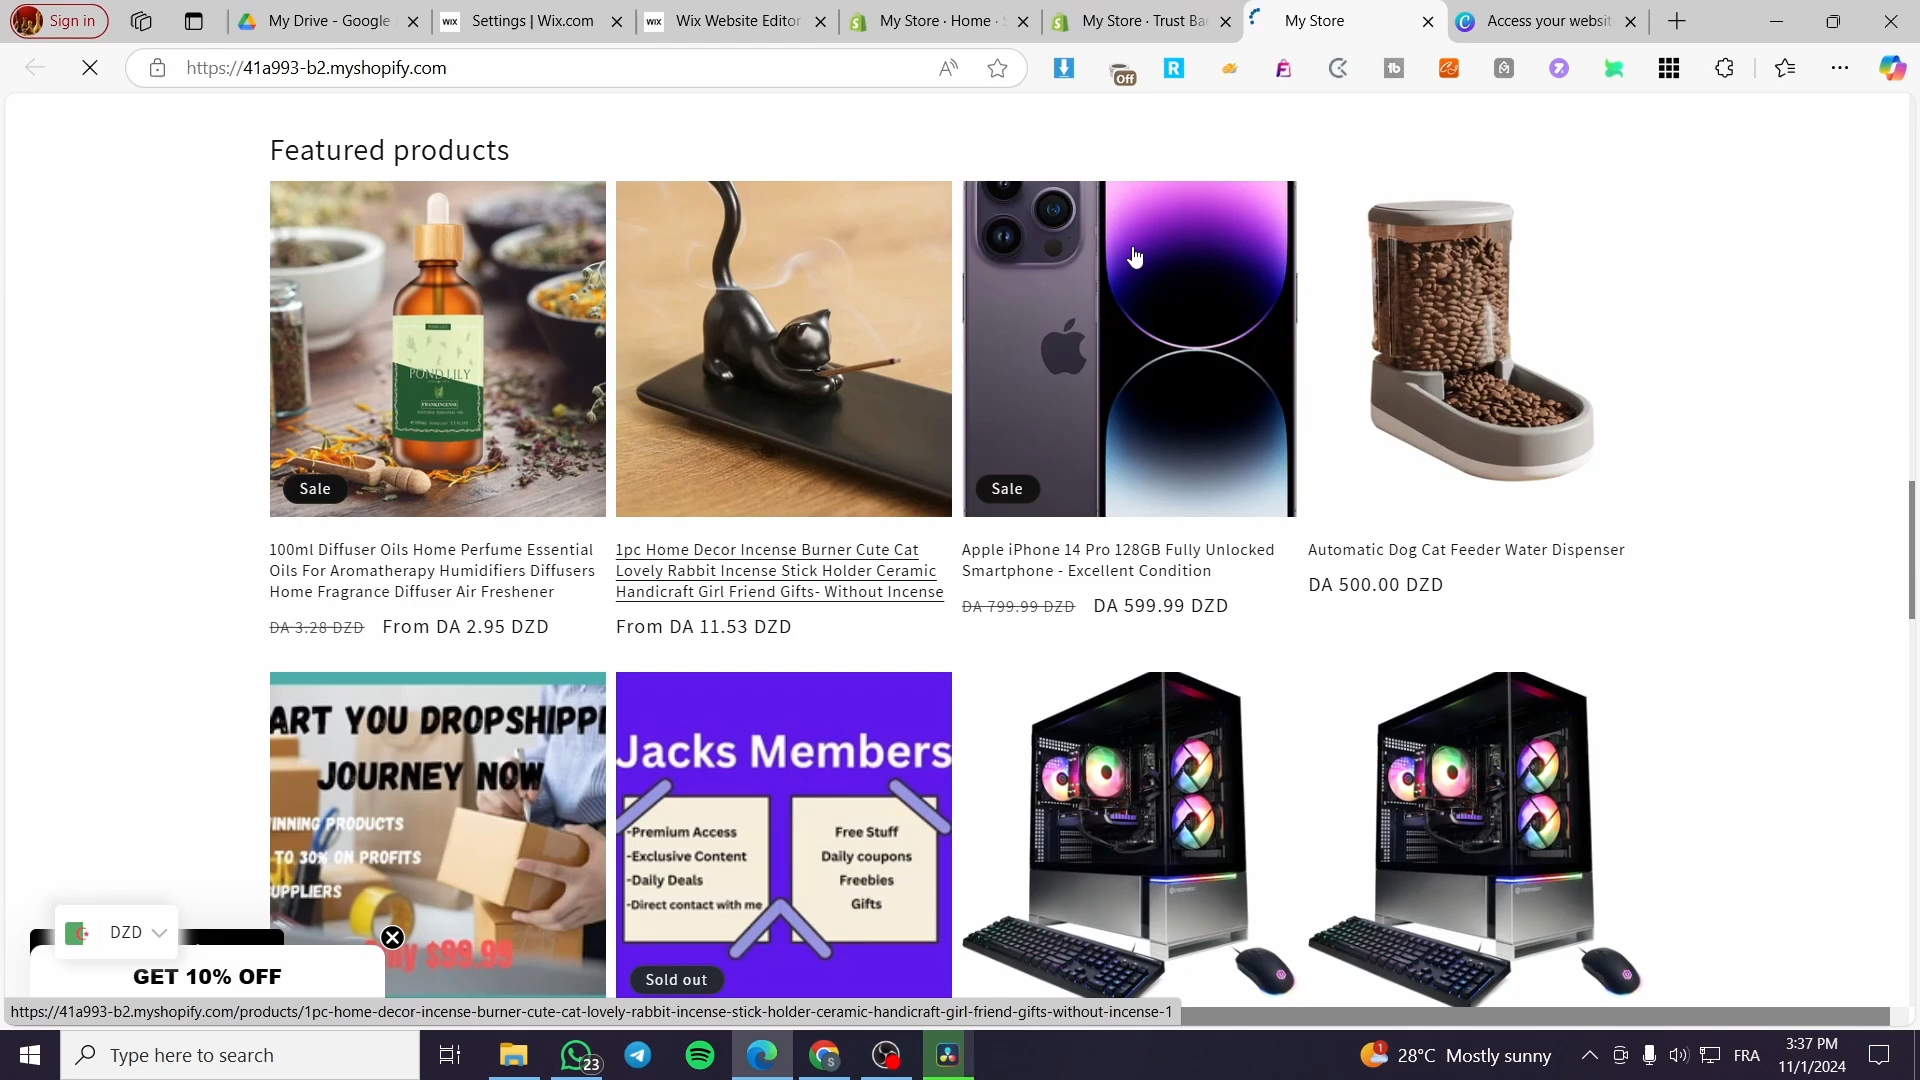 Sign in
My Drive - Google
Settings | Wix.com
Wix Website Editor
My Store · Home ·
My Store · Trust Ba
My Store
Access your websit
https://41a993-b2.myshopify.com
Off
Featured products
POND LILY
FRANKINCENSE
Sale
Sale
100ml Diffuser Oils Home Perfume Essential
Oils For Aromatherapy Humidifiers Diffusers
Home Fragrance Diffuser Air Freshener
DA 3.28 DZD From DA 2.95 DZD
1pc Home Decor Incense Burner Cute Cat
Lovely Rabbit Incense Stick Holder Ceramic
Handicraft Girl Friend Gifts- Without Incense
From DA 11.53 DZD
Apple iPhone 14 Pro 128GB Fully Unlocked
Smartphone - Excellent Condition
DA 799.99 DZD DA 599.99 DZD
Automatic Dog Cat Feeder Water Dispenser
DA 500.00 DZD
ART YOU DROPSHIPP
JOURNEY NOW
INNING PRODUCTS
TO 30% ON PROFITS
UPPLIERS
$99.99
Jacks Members
-Premium Access
-Exclusive Content
-Daily Deals
-Direct contact with me
Free Stuff
Daily coupons
Freebies
Gifts
Sold out
DZD
GET 10% OFF
https://41a993-b2.myshopify.com/products/1pc-home-decor-incense-burner-cute-cat-lovely-rabbit-incense-stick-holder-ceramic-handicraft-girl-friend-gifts-without-incense-1
Type here to search
23
1
28°C Mostly sunny
FRA
3:37 PM
11/1/2024